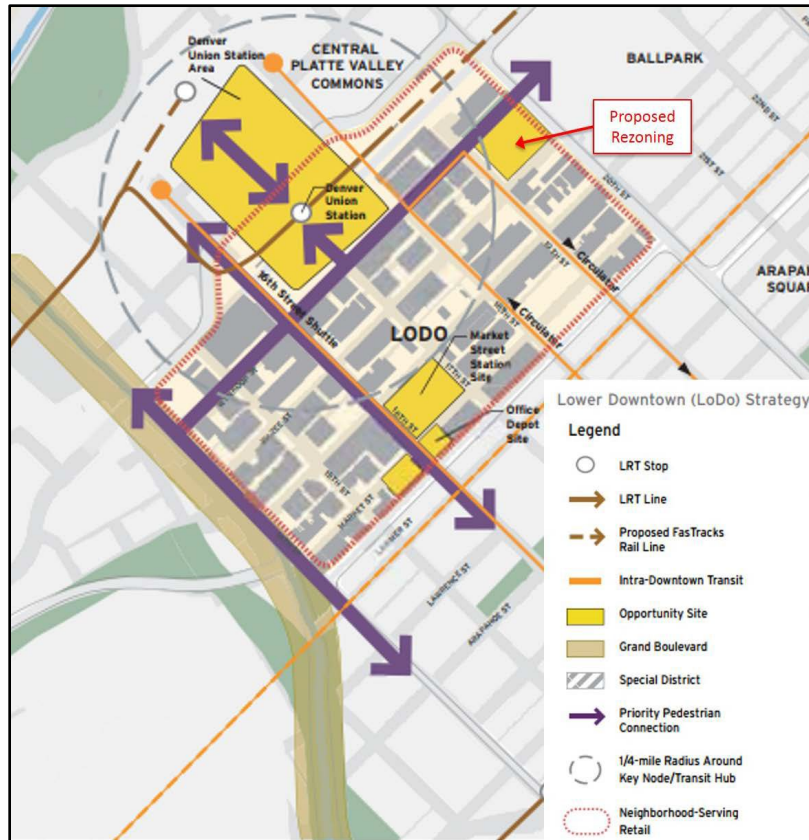 Denver
Union Station
Area
CENTRAL
PLATTE VALLEY
COMMONS
BALLPARK
Proposed
Rezoning
22ND ST
21ST ST
20TH ST
Denver
Union
Station
19TH ST
Circulator
ARAPA
SQUA
16th Street Shuttle
Circulator
18TH ST
LODO
Market
Street
Station
Site
17TH ST
16TH ST
Office
Depot
Site
WAZEE ST
15TH ST
MARKET ST
LARIMER ST
LAWRENCE ST
ARAPAHOE ST
Lower Downtown (LoDo) Strategy
Legend
LRT Stop
LRT Line
Proposed FasTracks
Rail Line
Intra-Downtown Transit
Opportunity Site
Grand Boulevard
Special District
Priority Pedestrian
Connection
1/4-mile Radius Around
Key Node/Transit Hub
Neighborhood-Serving
Retail